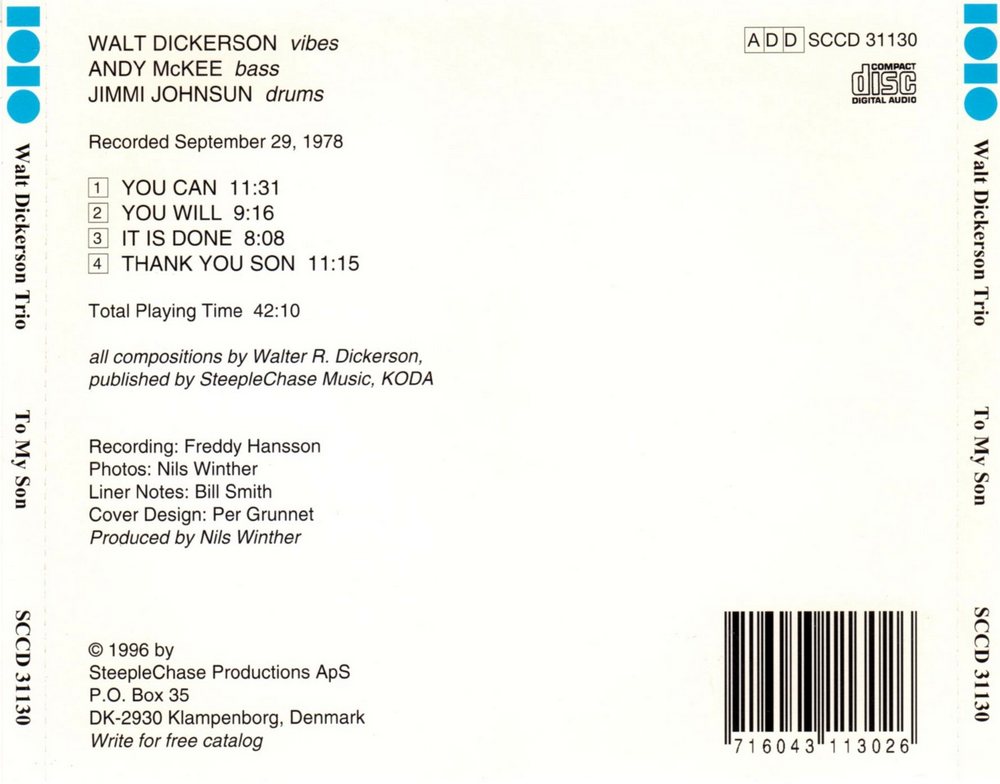 WALT DICKERSON vibes
ANDY McKEE bass
JIMMI JOHNSUN drums
ADD SCCD 31130
COMPACT
disc
DIGITAL AUDIO
Recorded September 29, 1978
1 YOU CAN 11:31
2 YOU WILL 9:16
3 IT IS DONE 8:08
4 THANK YOU SON 11:15
Total Playing Time 42:10
all compositions by Walter R. Dickerson,
published by SteepleChase Music, KODA
Recording: Freddy Hansson
Photos: Nils Winther
Liner Notes: Bill Smith
Cover Design: Per Grunnet
Produced by Nils Winther
© 1996 by
SteepleChase Productions ApS
P.O. Box 35
DK-2930 Klampenborg, Denmark
Write for free catalog
7 16043 113026
Walt Dickerson Trio To My Son SCCD 31130
Walt Dickerson Trio To My Son SCCD 31130